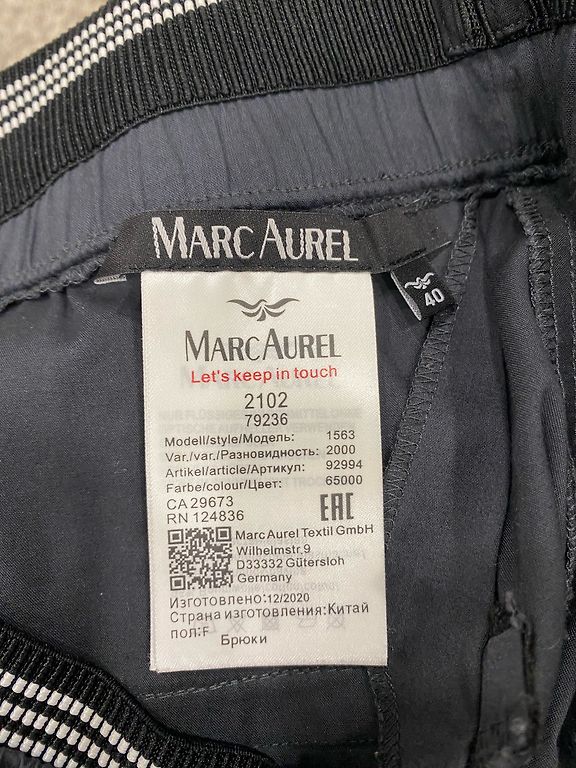 MARC AUREL
40
MARC AUREL
Let's keep in touch
2102
79236
Modell/style/Модель: 1563
Var./var./Разновидность: 2000
Artikel/article/Артикул: 92994
Farbe/colour/Цвет: 65000
CA 29673
RN 124836
EAC
Marc Aurel Textil GmbH
Wilhelmstr.9
D33332 Gütersloh
Germany
Изготовлено:12/2020
Страна изготовления:Китай
пол:F
Брюки